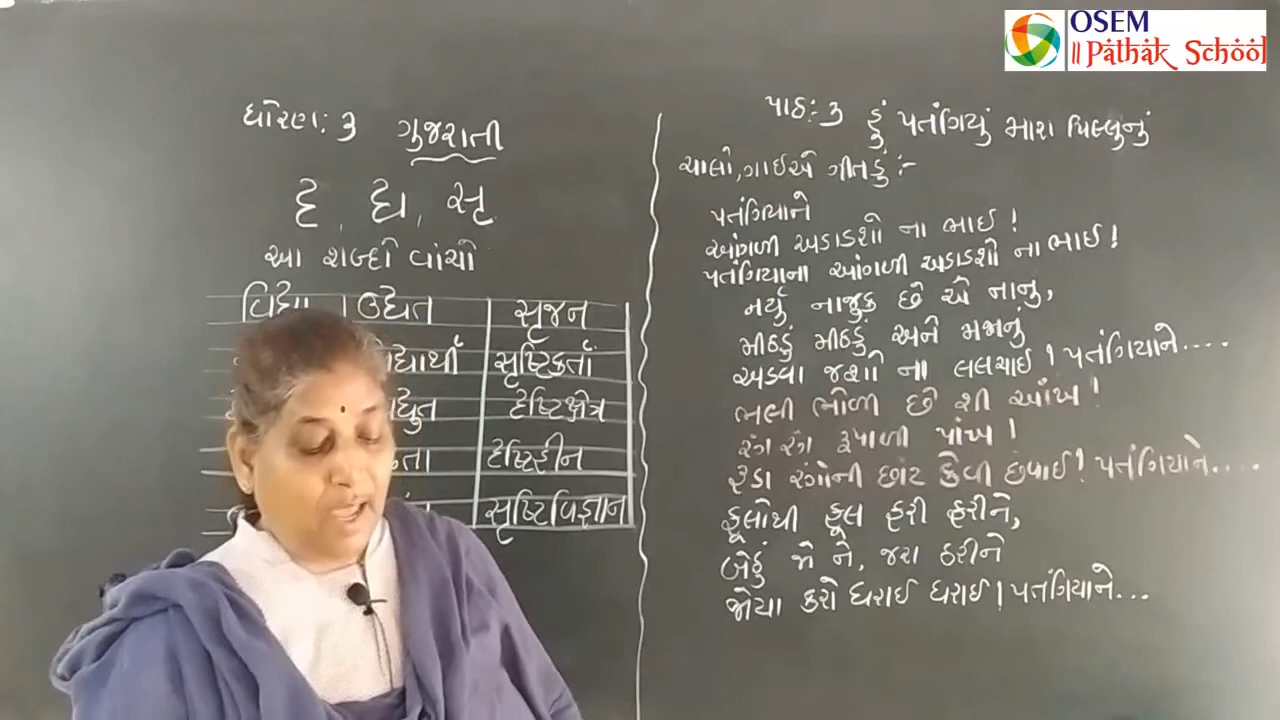 OSEM
|| Pathak School
ધોરણ: ૩ ગુજરાતી
દૃ, દ્ય, સૃ
આ શબ્દો વાંચો
વિદ્યા ઉદ્યત સૃજન
સૃષ્ટિકર્તા
દૃષ્ટિક્ષેત્ર
દૃષ્ટિહીન
સૃષ્ટિવિજ્ઞાન
પાઠ: ૩ હું પતંગિયું મારા પિલ્લુનું
ચાલો, ગાઈએ ગીતડું :-
પતંગિયાને
આંગળી અડાડશો ના ભાઈ !
પતંગિયાના આંગળી અડાડશો ના ભાઈ !
નર્યુ નાજુક છે એ નાનુ,
મીઠડું મીઠડું અને મજાનું
અડવા જશો ના લલચાઈ ! પતંગિયાને....
ભલી ભોળી છે શી આંખ !
રંગ રંગ રૂપાળી પાંખ !
રૂડા રંગોની છાંટ કેવી છંવાઈ ! પતંગિયાને....
ફૂલોથી ફૂલ ફરી ફરીને,
બેઠું જો ને, જરા ઠરીને
જોયા કરો ધરાઈ ધરાઈ ! પતંગિયાને...